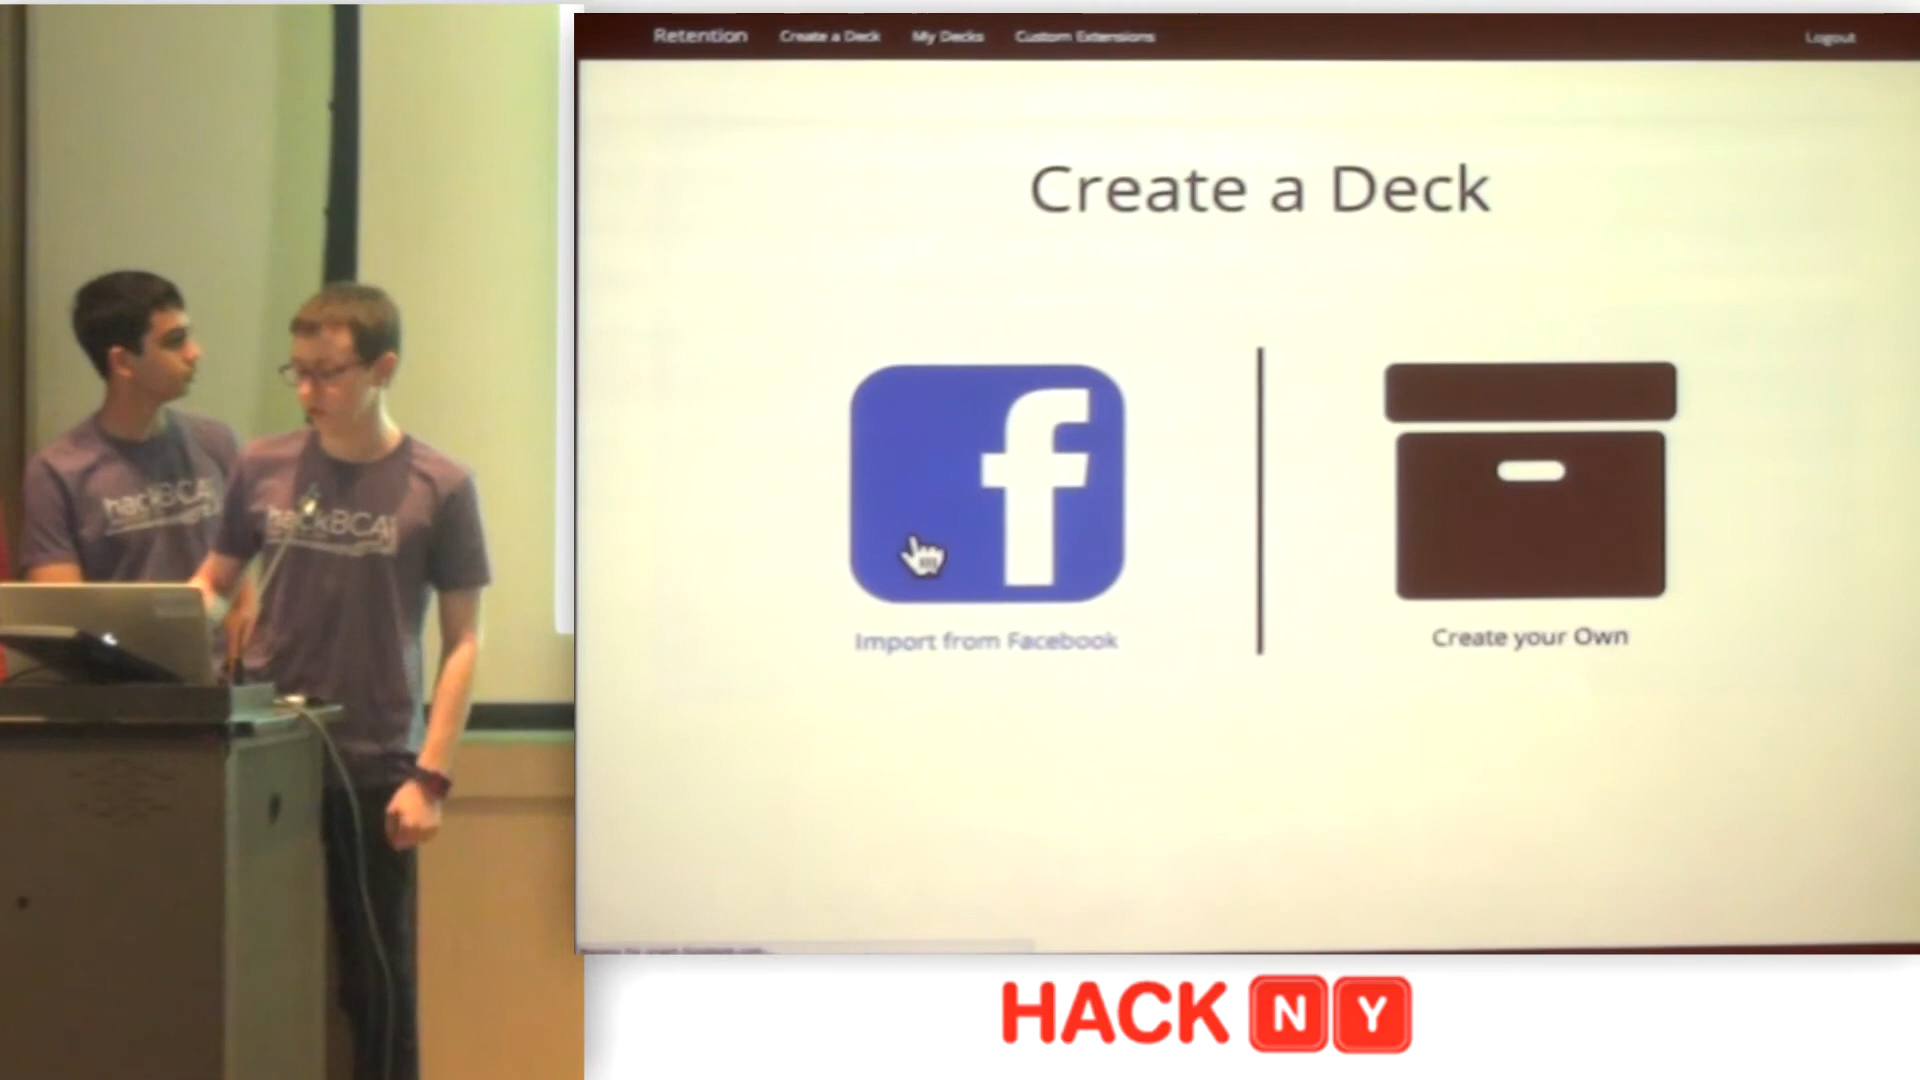 Retention Create a Deck My Decks Custom Extensions Logout
Create a Deck
Import from Facebook
Create your Own
hackBCA
hackBCA
HACK NY